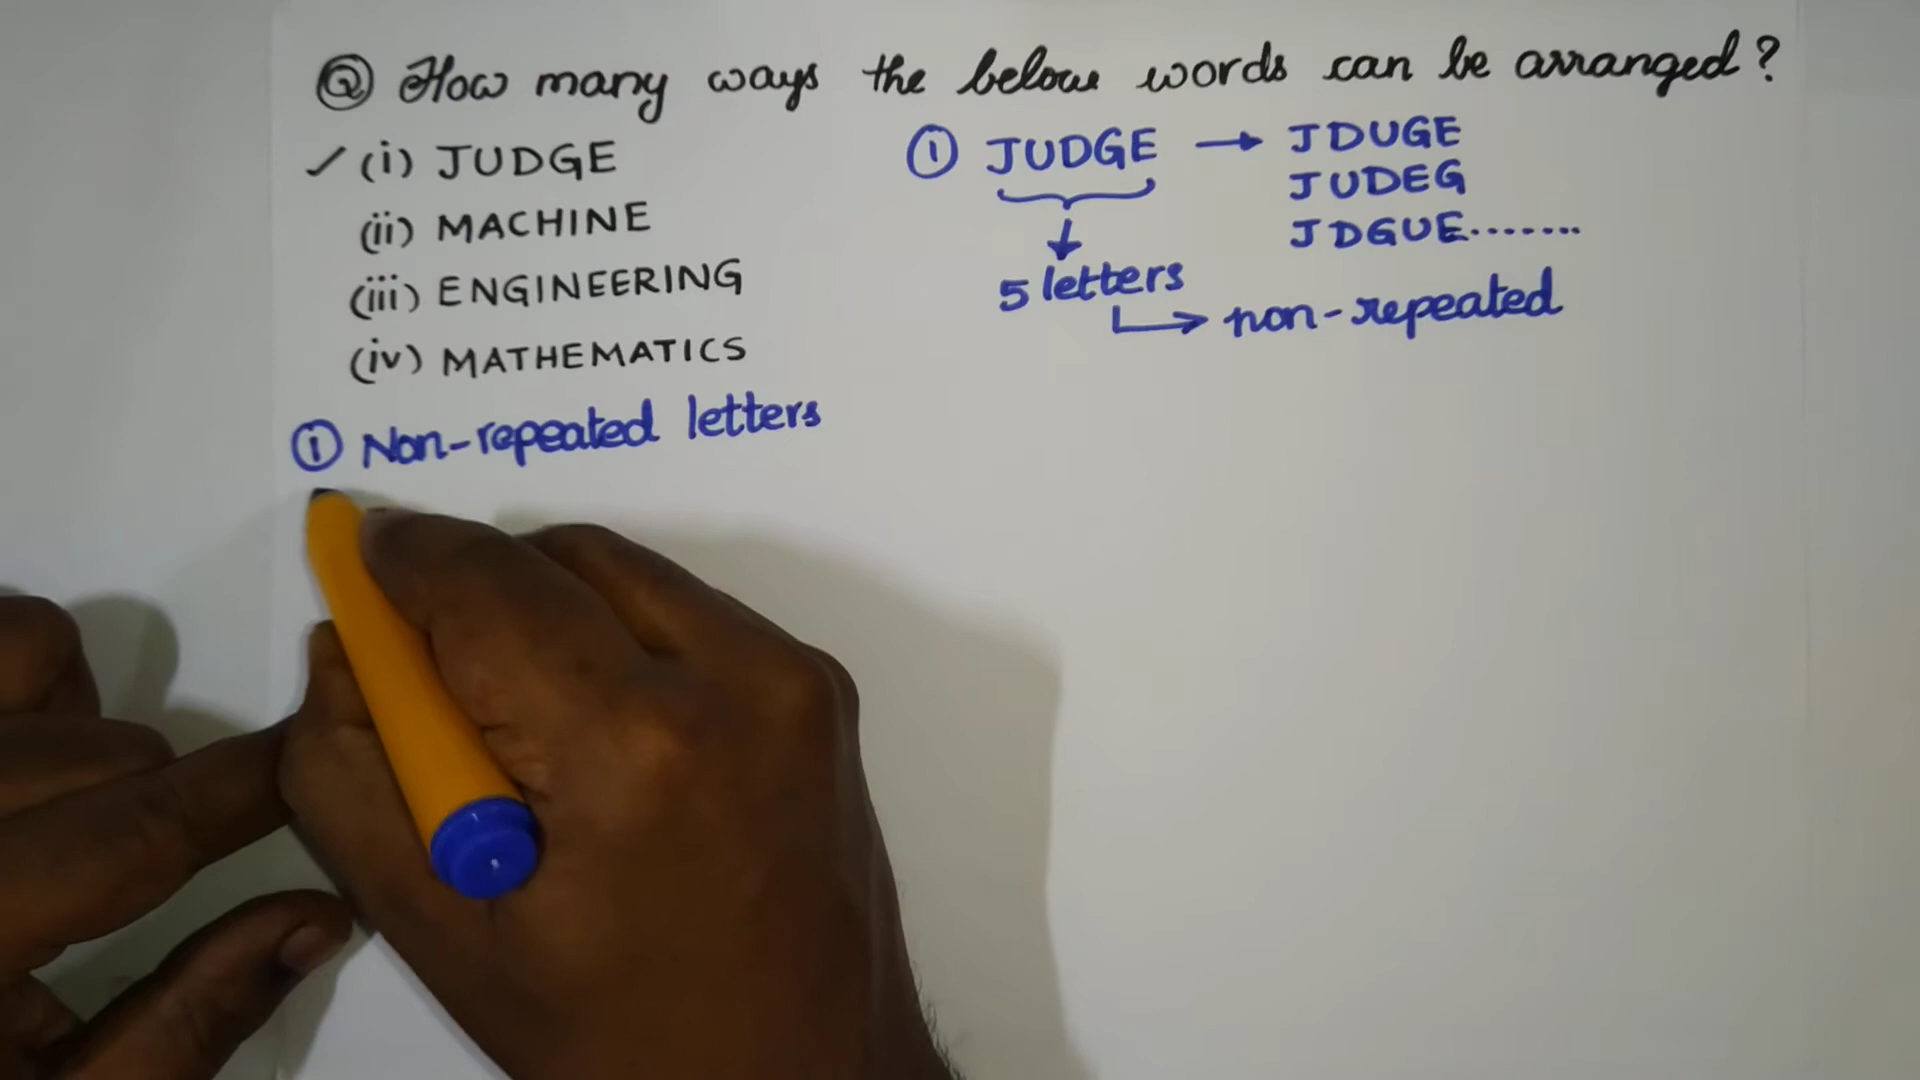 Q How many ways the below words can be arranged?
✓ (i) JUDGE
(ii) MACHINE
(iii) ENGINEERING
(iv) MATHEMATICS
① JUDGE → JDUGE
JUDEG
JDGUE.......
5 letters
non-repeated
① Non-repeated letters